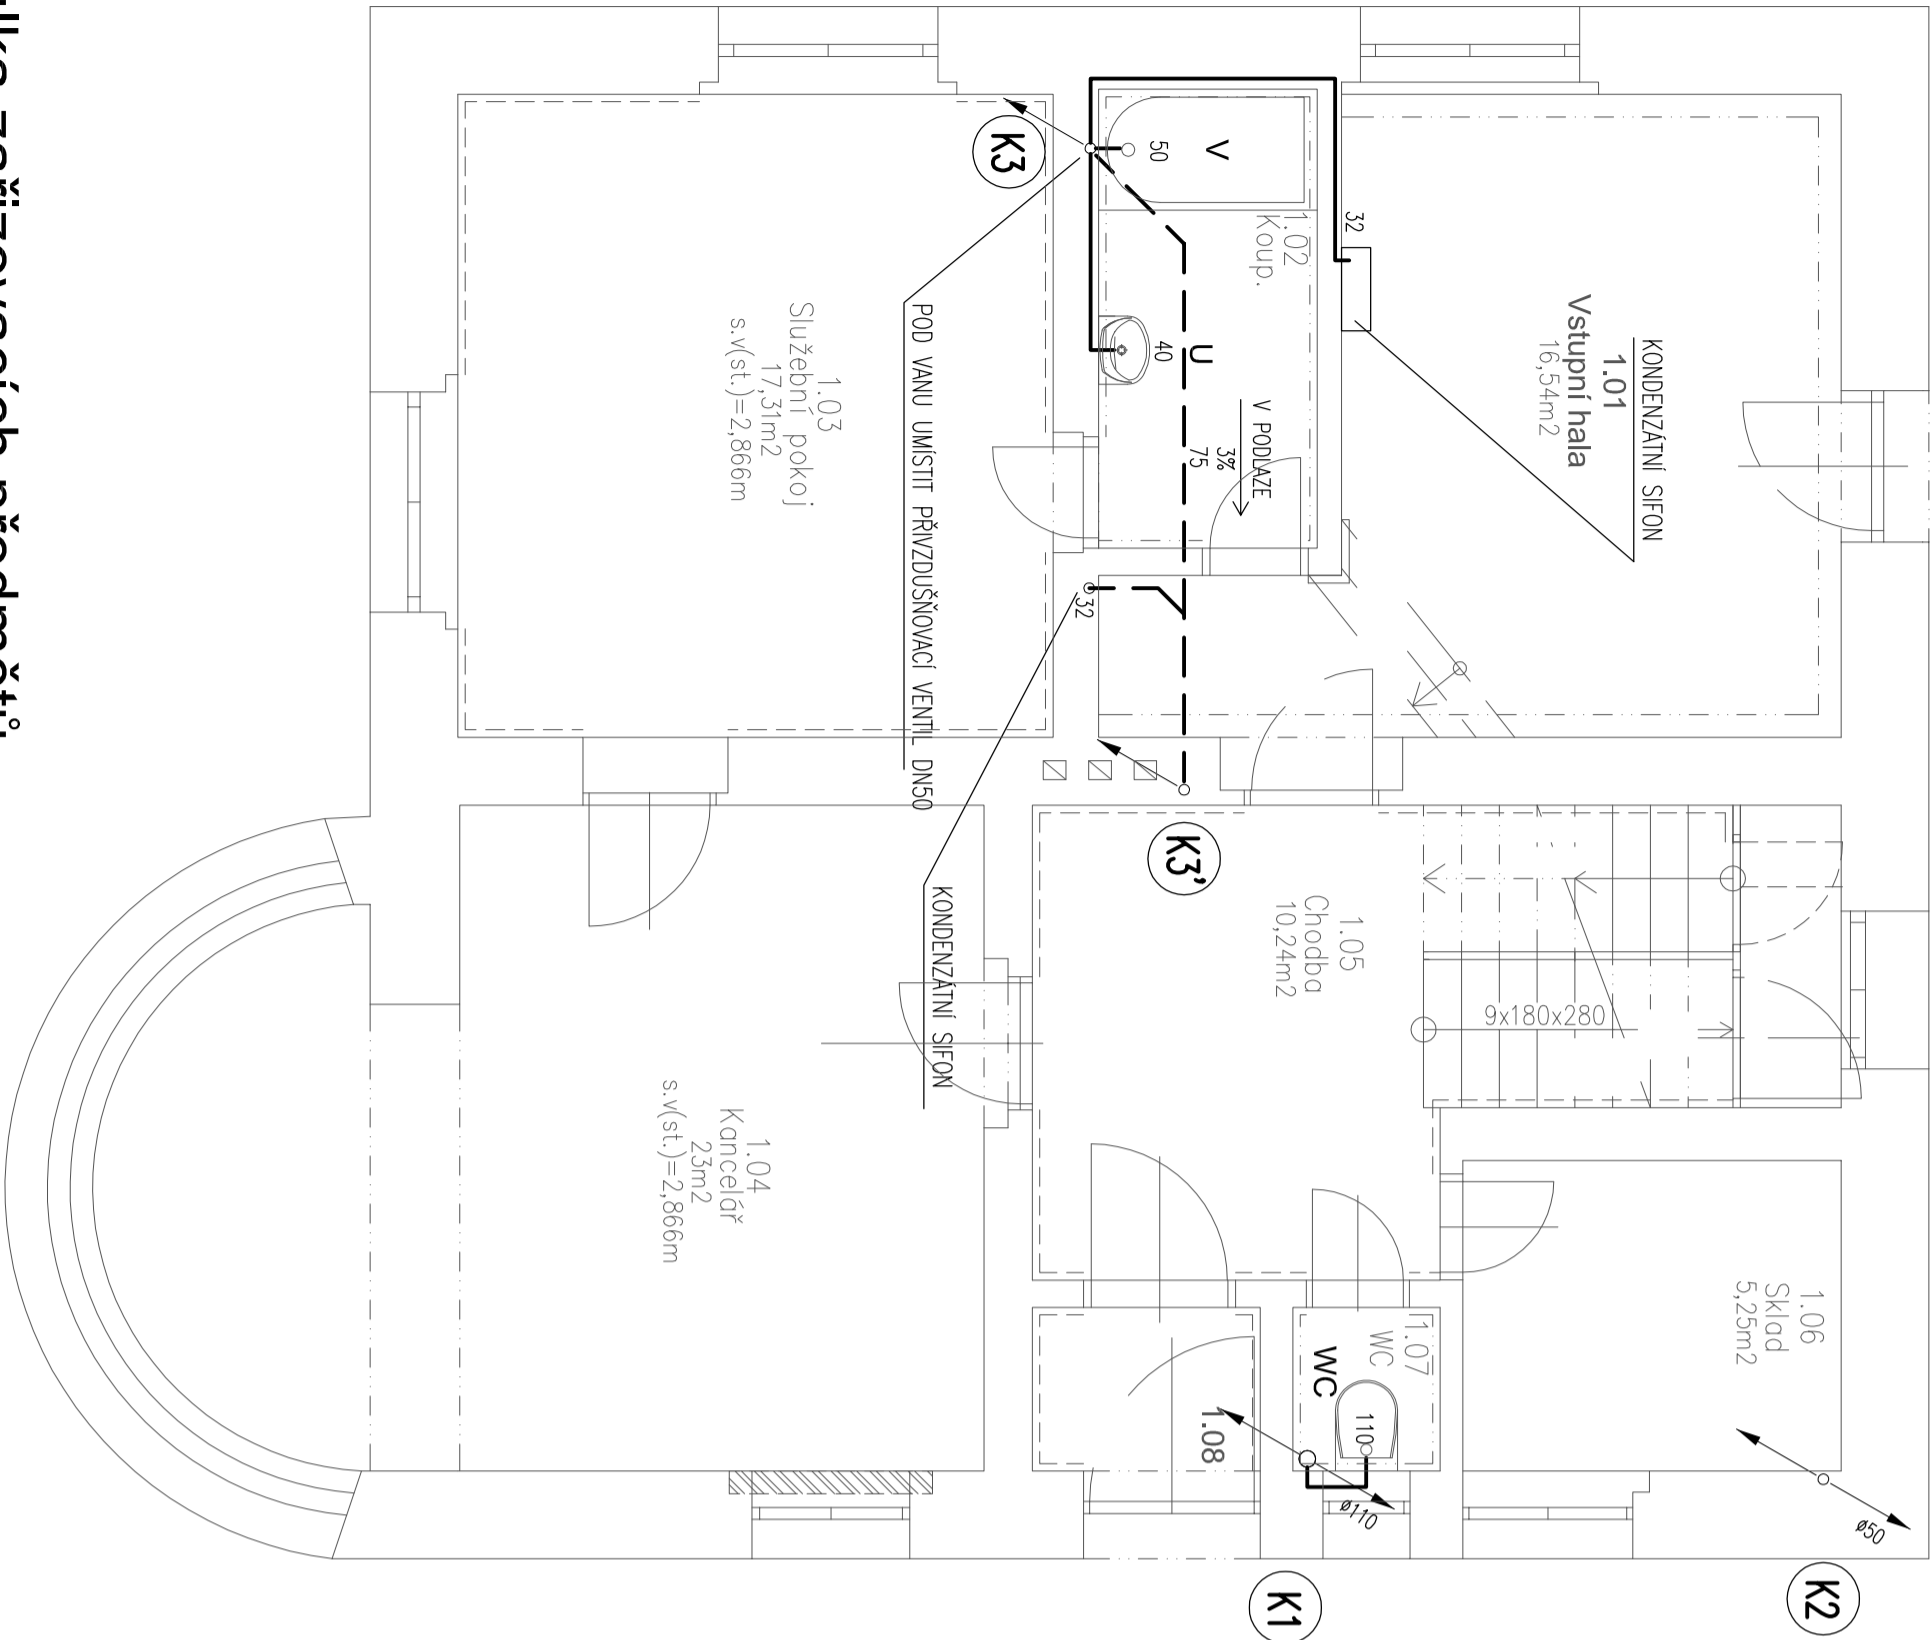 KONDENZÁTNÍ SIFON
1.01
Vstupní hala
16,54m2
32
1.02
Koup.
V
50
U
40
V PODLAZE
3%
75
K3
POD VANU UMÍSTIT PŘIVZDUŠŇOVACÍ VENTIL DN50
1.03
Služební pokoj
17,31m2
s.v(st.)=2,866m
32
KONDENZÁTNÍ SIFON
K3'
1.05
Chodba
10,24m2
9x180x280
1.04
Kancelář
23m2
s.v(st.)=2,866m
1.06
Sklad
5,25m2
1.07
WC
WC
110
1.08
ø110
ø50
K1
K2
zařizovacích předmětů